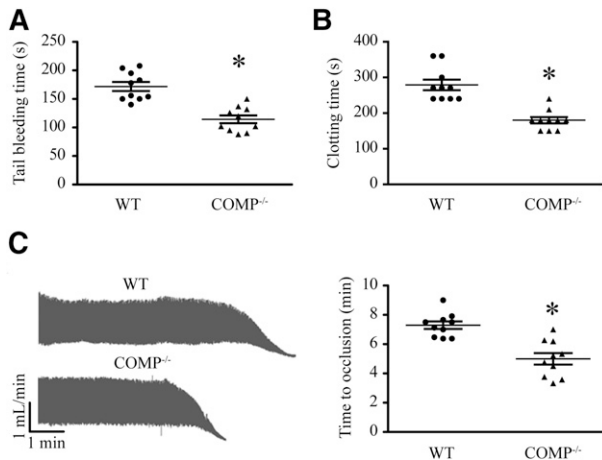 A
Tail bleeding time (s)
250
200
150
100
50
0
*
WT
COMP-/-
B
Clotting time (s)
400
300
200
100
0
*
WT
COMP-/-
C
WT
COMP-/-
1 mL/min
1 min
Time to occlusion (min)
10
8
6
4
2
0
*
WT
COMP-/-